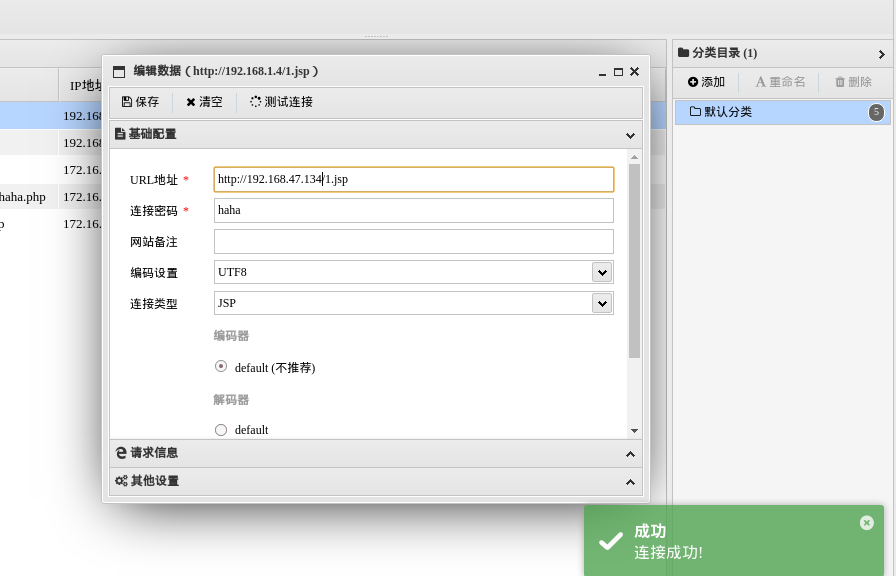 编辑数据 ( http://192.168.1.4/1.jsp )
保存 清空 测试连接
基础配置
URL地址 * http://192.168.47.134/1.jsp
连接密码 * haha
网站备注
编码设置 UTF8
连接类型 JSP
编码器
default (不推荐)
解码器
default
请求信息
其他设置
IP地址
192.168
192.168
172.16.
haha.php 172.16.
p 172.16.
分类目录 (1)
添加 重命名 删除
默认分类 5
成功
连接成功!